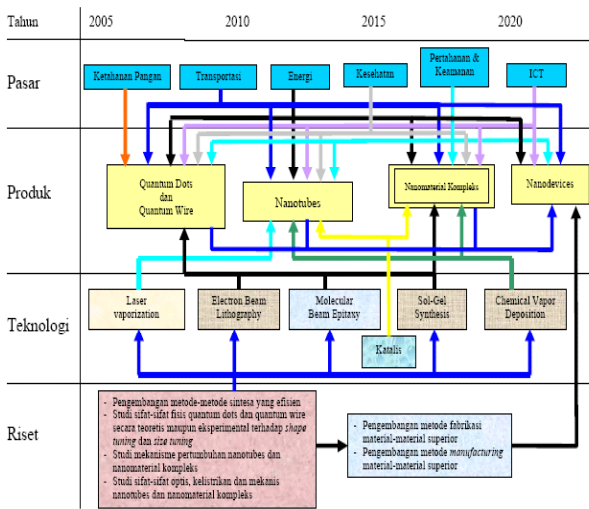 Tahun
2005
2010
2015
2020
Pasar
Ketahanan Pangan
Transportasi
Energi
Kesehatan
Pertahanan &
Keamanan
ICT
Produk
Quantum Dots
dan
Quantum Wire
Nanotubes
Nanomaterial Kompleks
Nanodevices
Teknologi
Laser
vaporization
Electron Beam
Lithography
Molecular
Beam Epitaxy
Sol-Gel
Synthesis
Chemical Vapor
Deposition
Katalis
Riset
- Pengembangan metode-metode sintesa yang efisien
- Studi sifat-sifat fisis quantum dots dan quantum wire
secara teoretis maupun eksperimental terhadap shape
tuning dan size tuning
- Studi mekanisme pertumbuhan nanotubes dan
nanomaterial kompleks
- Studi sifat-sifat optis, kelistrikan dan mekanis
nanotubes dan nanomaterial kompleks
- Pengembangan metode fabrikasi
material-material superior
- Pengembangan metode manufacturing
material-material superior